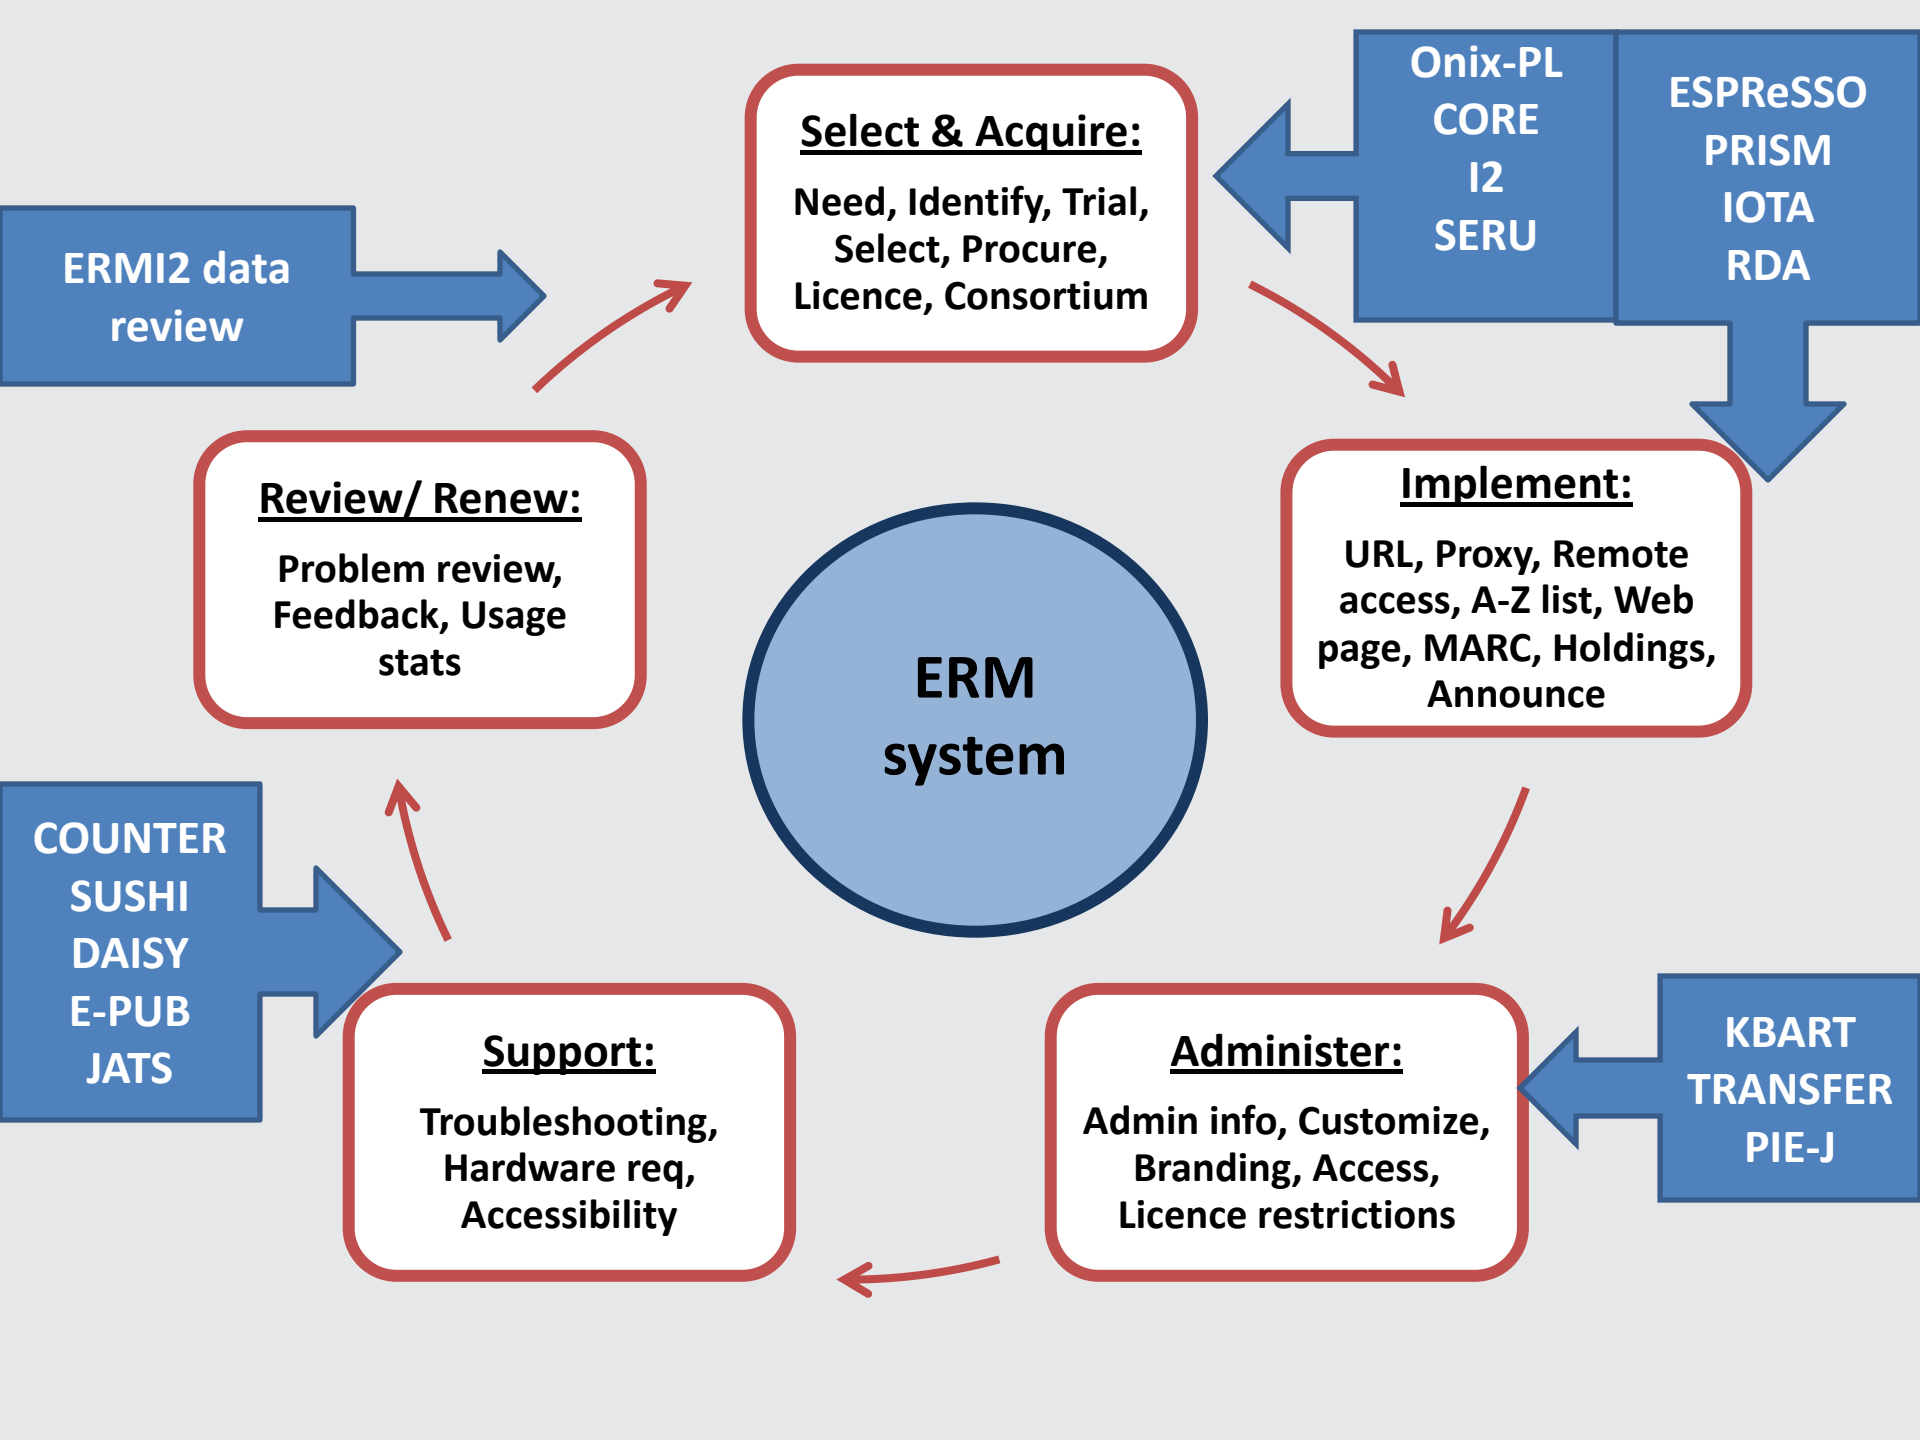 Select & Acquire:
Need, Identify, Trial,
Select, Procure,
Licence, Consortium
Onix-PL
CORE
I2
SERU
ESPReSSO
PRISM
IOTA
RDA
ERMI2 data
review
Review/ Renew:
Problem review,
Feedback, Usage
stats
ERM
system
Implement:
URL, Proxy, Remote
access, A-Z list, Web
page, MARC, Holdings,
Announce
COUNTER
SUSHI
DAISY
E-PUB
JATS
Support:
Troubleshooting,
Hardware req,
Accessibility
Administer:
Admin info, Customize,
Branding, Access,
Licence restrictions
KBART
TRANSFER
PIE-J